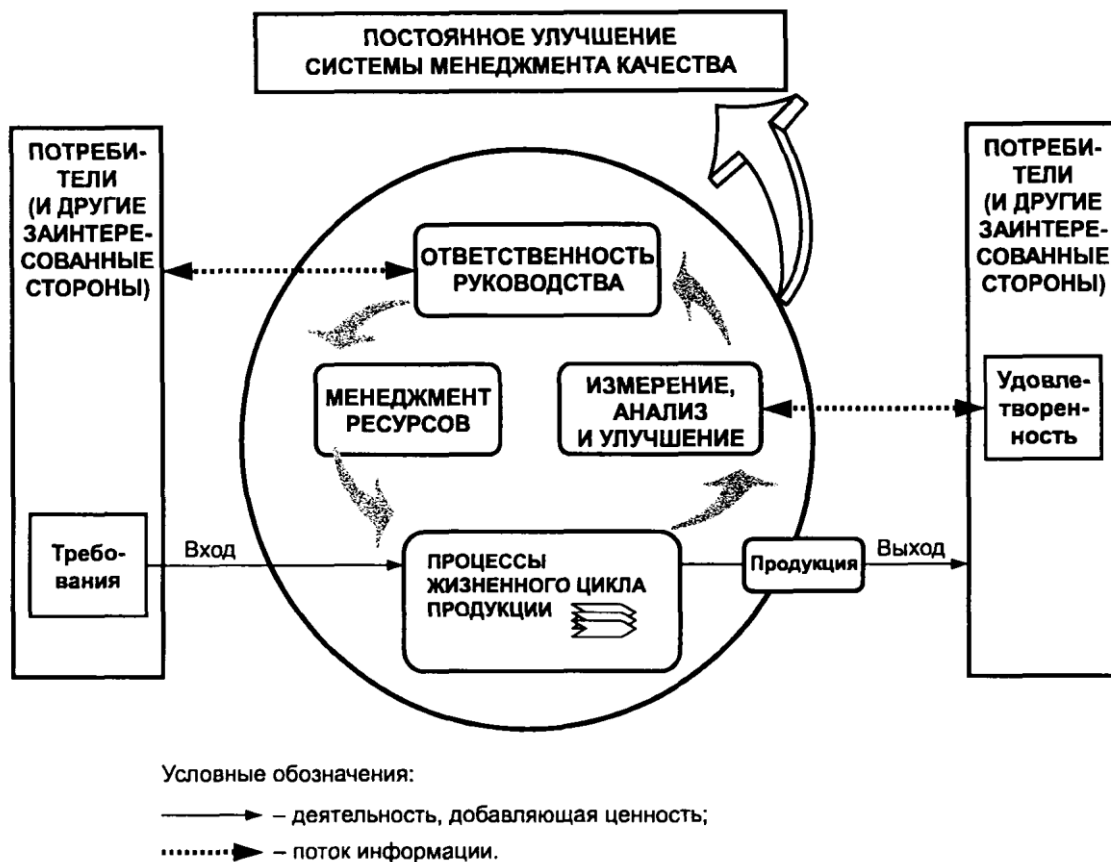 ПОСТОЯННОЕ УЛУЧШЕНИЕ
СИСТЕМЫ МЕНЕДЖМЕНТА КАЧЕСТВА
ПОТРЕБИ-
ТЕЛИ
(И ДРУГИЕ
ЗАИНТЕРЕ-
СОВАННЫЕ
СТОРОНЫ)
Требо-
вания
Вход
ОТВЕТСТВЕННОСТЬ
РУКОВОДСТВА
МЕНЕДЖМЕНТ
РЕСУРСОВ
ИЗМЕРЕНИЕ,
АНАЛИЗ
И УЛУЧШЕНИЕ
ПРОЦЕССЫ
ЖИЗНЕННОГО ЦИКЛА
ПРОДУКЦИИ
Продукция
Выход
ПОТРЕБИ-
ТЕЛИ
(И ДРУГИЕ
ЗАИНТЕРЕ-
СОВАННЫЕ
СТОРОНЫ)
Удовле-
творен-
ность
Условные обозначения:
– деятельность, добавляющая ценность;
– поток информации.